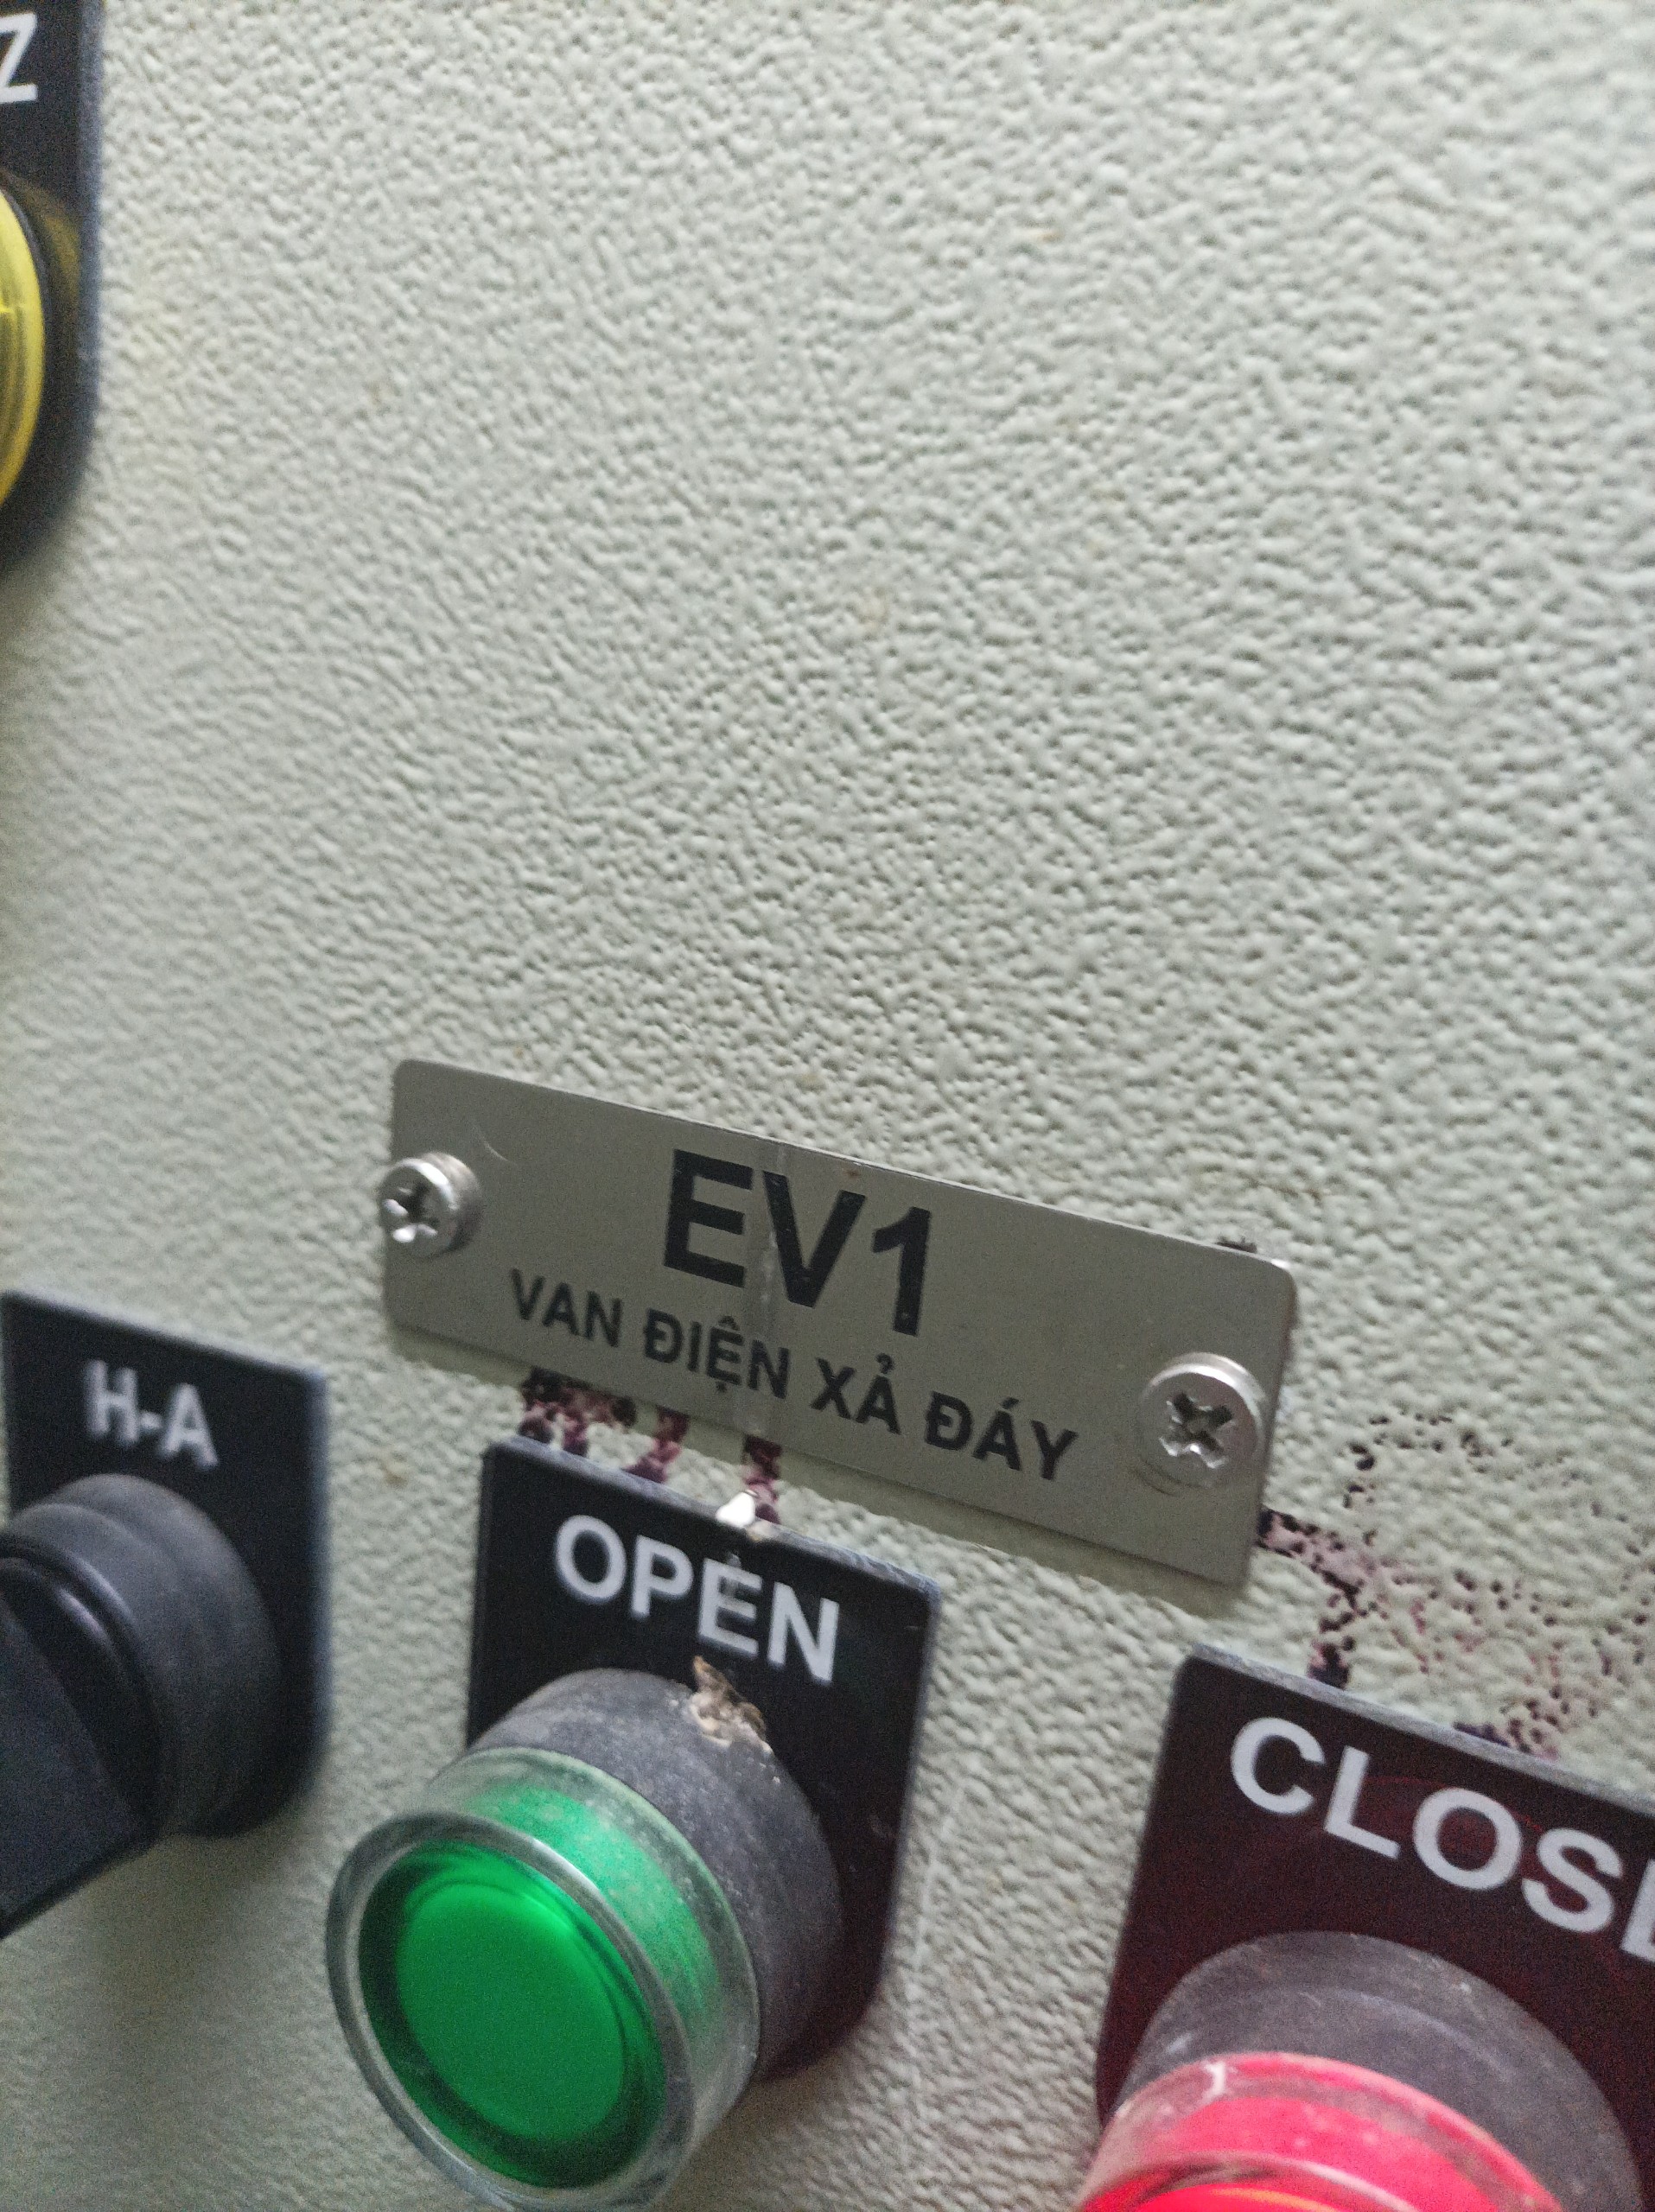 Z
EV1
VAN ĐIỆN XẢ ĐÁY
H-A
OPEN
CLOSE